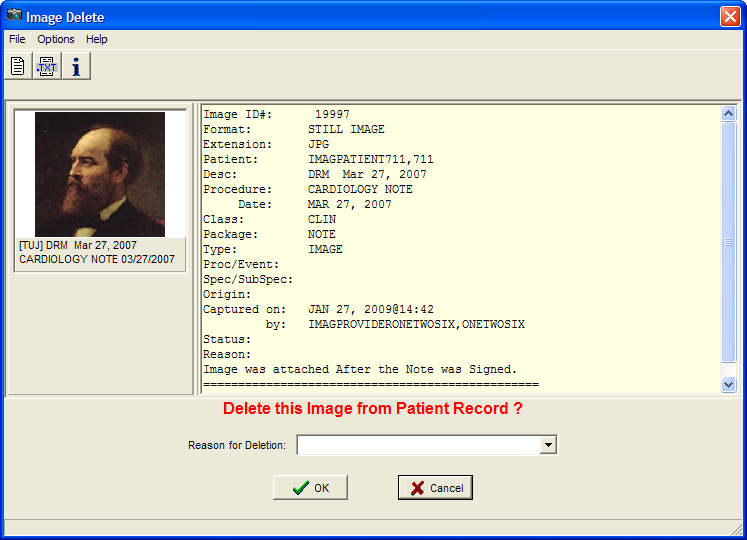 Image Delete
File Options Help
.TXT
i
Image ID#: 19997
Format: STILL IMAGE
Extension: JPG
Patient: IMAGPATIENT711,711
Desc: DRM  Mar 27, 2007
Procedure: CARDIOLOGY NOTE
Date: MAR 27, 2007
Class: CLIN
Package: NOTE
Type: IMAGE
Proc/Event:
Spec/SubSpec:
Origin:
Captured on: JAN 27, 2009@14:42
by: IMAGPROVIDERONETWOSIX,ONETWOSIX
Status:
Reason:
Image was attached After the Note was Signed.
================================================
[TUJ] DRM  Mar 27, 2007
CARDIOLOGY NOTE 03/27/2007
Delete this Image from Patient Record ?
Reason for Deletion:
OK Cancel